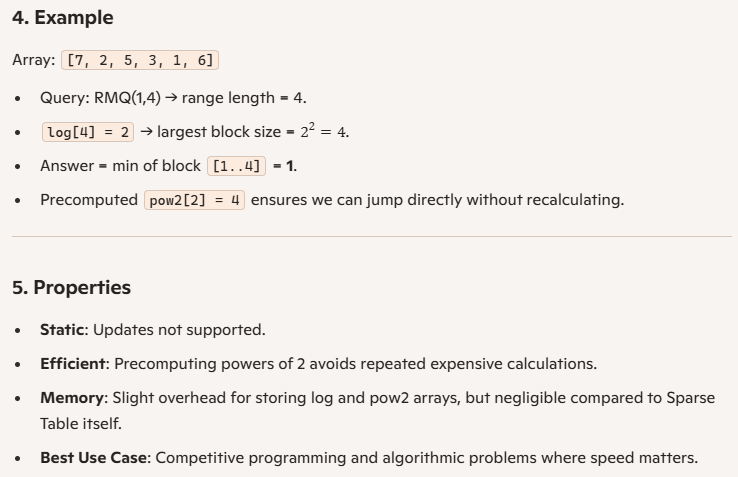 4. Example
Array: [7, 2, 5, 3, 1, 6]
• Query: RMQ(1,4) → range length = 4.
• log[4] = 2 → largest block size = 2² = 4.
• Answer = min of block [1..4] = 1.
• Precomputed pow2[2] = 4 ensures we can jump directly without recalculating.
5. Properties
• Static: Updates not supported.
• Efficient: Precomputing powers of 2 avoids repeated expensive calculations.
• Memory: Slight overhead for storing log and pow2 arrays, but negligible compared to Sparse
Table itself.
• Best Use Case: Competitive programming and algorithmic problems where speed matters.